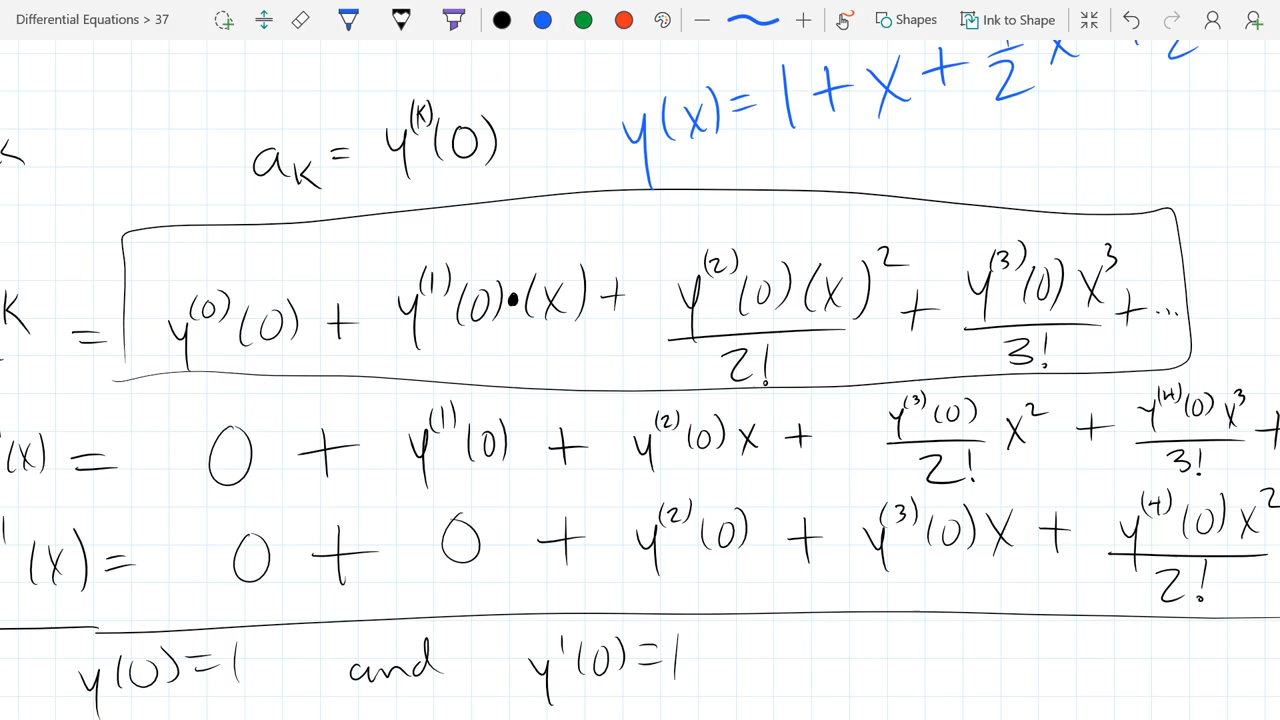 Differential Equations > 37
Shapes
Ink to Shape
y(x) = 1 + x + 1/2 x
K
a_K = y^(K)(0)
K = y^(0)(0) + y^(1)(0)•(x) + y^(2)(0)(x)^2/2! + y^(3)(0)x^3/3! + ...
(x) = 0 + y^(1)(0) + y^(2)(0)x + y^(3)(0)/2! x^2 + y^(4)(0)x^3/3! +
(x) = 0 + 0 + y^(2)(0) + y^(3)(0)x + y^(4)(0)x^2/2!
y(0)=1 and y'(0)=1